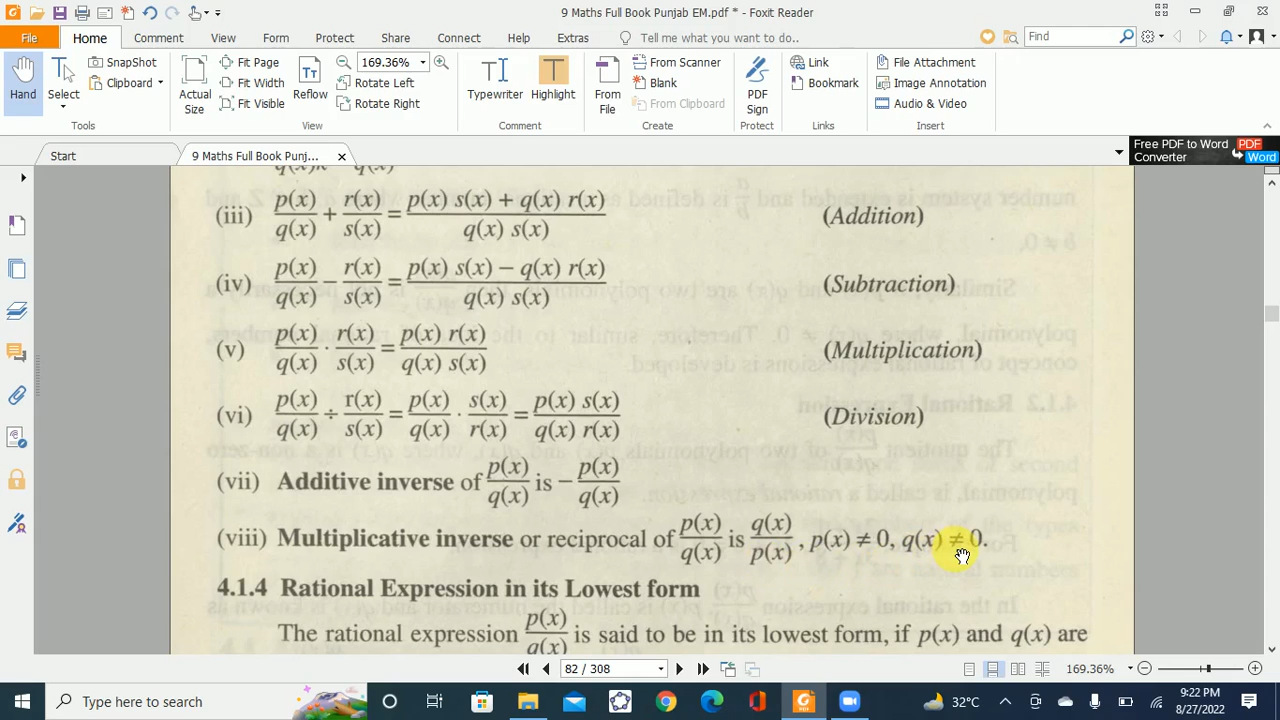 9 Maths Full Book Punjab EM.pdf * - Foxit Reader
File Home Comment View Form Protect Share Connect Help Extras Tell me what you want to do.. Find
Hand Select SnapShot Clipboard Actual Size Fit Page Fit Width Fit Visible Reflow 169.36% Rotate Left Rotate Right Typewriter Highlight From File From Scanner Blank From Clipboard PDF Sign Link Bookmark File Attachment Image Annotation Audio & Video
Tools View Comment Create Protect Links Insert
Start 9 Maths Full Book Punj... Free PDF to Word Converter PDF Word
(iii) p(x)/q(x) + r(x)/s(x) = p(x) s(x) + q(x) r(x)/q(x) s(x) (Addition)
(iv) p(x)/q(x) − r(x)/s(x) = p(x) s(x) − q(x) r(x)/q(x) s(x) (Subtraction)
(v) p(x)/q(x) · r(x)/s(x) = p(x) r(x)/q(x) s(x) (Multiplication)
(vi) p(x)/q(x) ÷ r(x)/s(x) = p(x)/q(x) · s(x)/r(x) = p(x) s(x)/q(x) r(x) (Division)
(vii) Additive inverse of p(x)/q(x) is − p(x)/q(x)
(viii) Multiplicative inverse or reciprocal of p(x)/q(x) is q(x)/p(x), p(x) ≠ 0, q(x) ≠ 0.
4.1.4 Rational Expression in its Lowest form
The rational expression p(x)/q(x) is said to be in its lowest form, if p(x) and q(x) are
82 / 308 169.36%
Type here to search 32°C 9:22 PM
8/27/2022